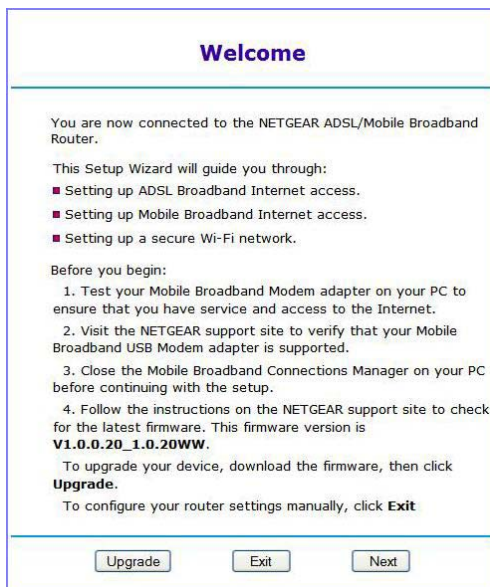 Welcome
You are now connected to the NETGEAR ADSL/Mobile Broadband
Router.
This Setup Wizard will guide you through:
Setting up ADSL Broadband Internet access.
Setting up Mobile Broadband Internet access.
Setting up a secure Wi-Fi network.
Before you begin:
1. Test your Mobile Broadband Modem adapter on your PC to
ensure that you have service and access to the Internet.
2. Visit the NETGEAR support site to verify that your Mobile
Broadband USB Modem adapter is supported.
3. Close the Mobile Broadband Connections Manager on your PC
before continuing with the setup.
4. Follow the instructions on the NETGEAR support site to check
for the latest firmware. This firmware version is
V1.0.0.20_1.0.20WW.
To upgrade your device, download the firmware, then click
Upgrade.
To configure your router settings manually, click Exit
Upgrade Exit Next